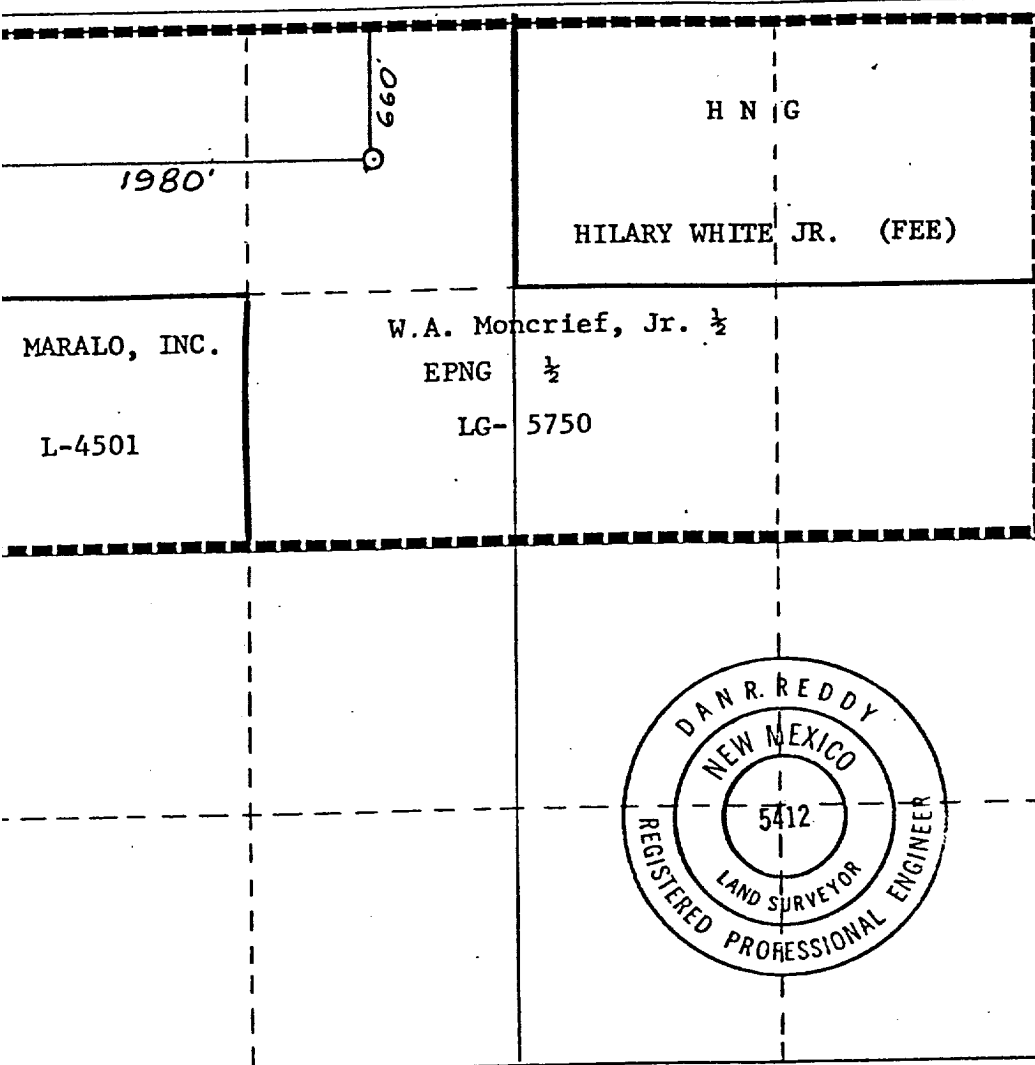 660'
1980'
H N G
HILARY WHITE JR. (FEE)
MARALO, INC.
L-4501
W.A. Moncrief, Jr. ½
EPNG ½
LG- 5750
DAN R. REDDY
NEW MEXICO
5412
LAND SURVEYOR
REGISTERED PROFESSIONAL ENGINEER